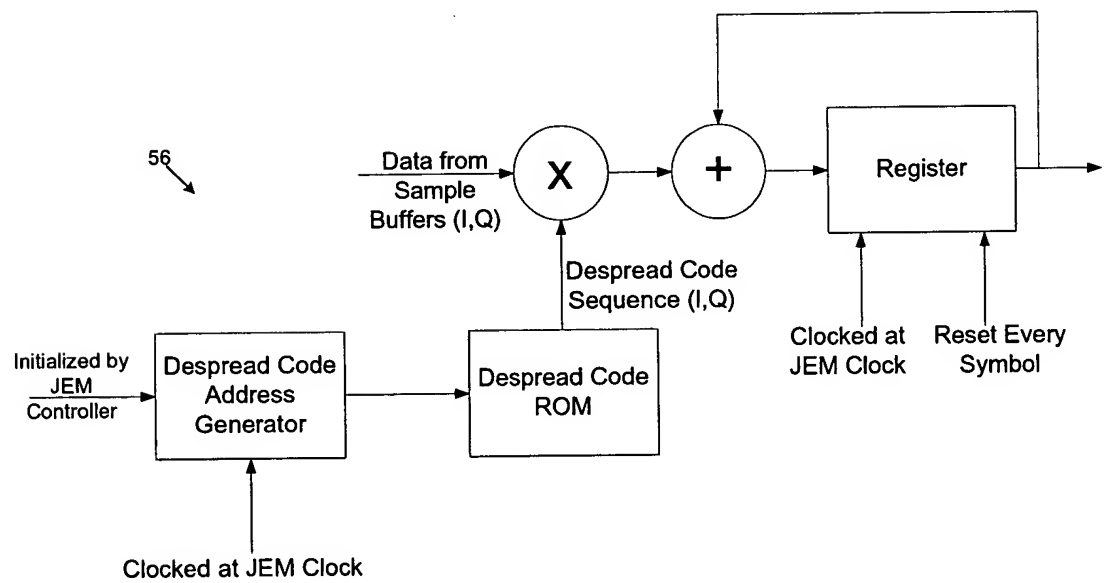 56
Data from
Sample
Buffers (I,Q)
X
+
Register
Despread Code
Sequence (I,Q)
Clocked at
JEM Clock
Reset Every
Symbol
Initialized by
JEM
Controller
Despread Code
Address
Generator
Despread Code
ROM
Clocked at JEM Clock